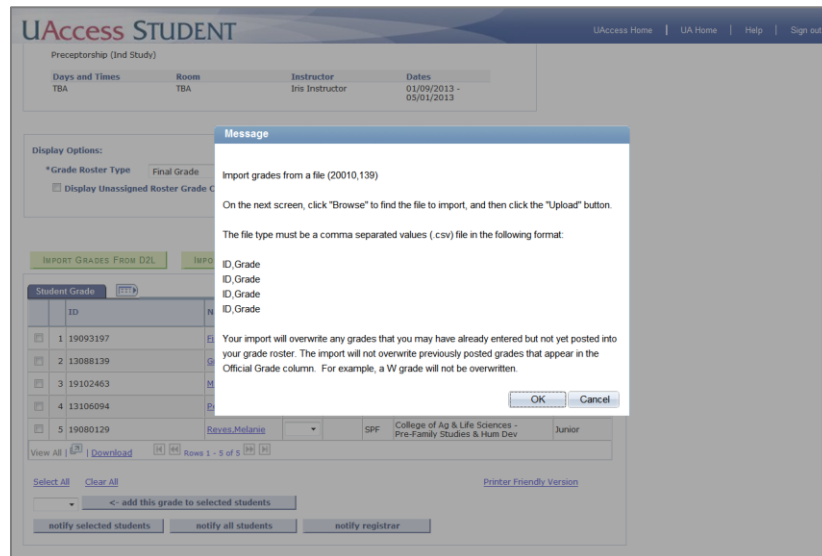 UACCESS STUDENT
UAccess Home | UA Home | Help | Sign out
Preceptorship (Ind Study)
Days and Times Room Instructor Dates
TBA TBA Iris Instructor 01/09/2013 -
05/01/2013
Message
Display Options:
*Grade Roster Type Final Grade
Display Unassigned Roster Grade
Import grades from a file (20010,139)
On the next screen, click "Browse" to find the file to import, and then click the "Upload" button.
The file type must be a comma separated values (.csv) file in the following format:
ID,Grade
ID,Grade
ID,Grade
ID,Grade
Your import will overwrite any grades that you may have already entered but not yet posted into
your grade roster. The import will not overwrite previously posted grades that appear in the
Official Grade column. For example, a W grade will not be overwritten.
OK Cancel
IMPORT GRADES FROM D2L
Student Grade
ID
1 19093197
2 13088139
3 19102463
4 13106094
5 19080129 Reyes,Melanie SPF College of Ag & Life Sciences -
Pre-Family Studies & Hum Dev Junior
View All | Download Rows 1 - 5 of 5
Select All Clear All Printer Friendly Version
<- add this grade to selected students
notify selected students notify all students notify registrar